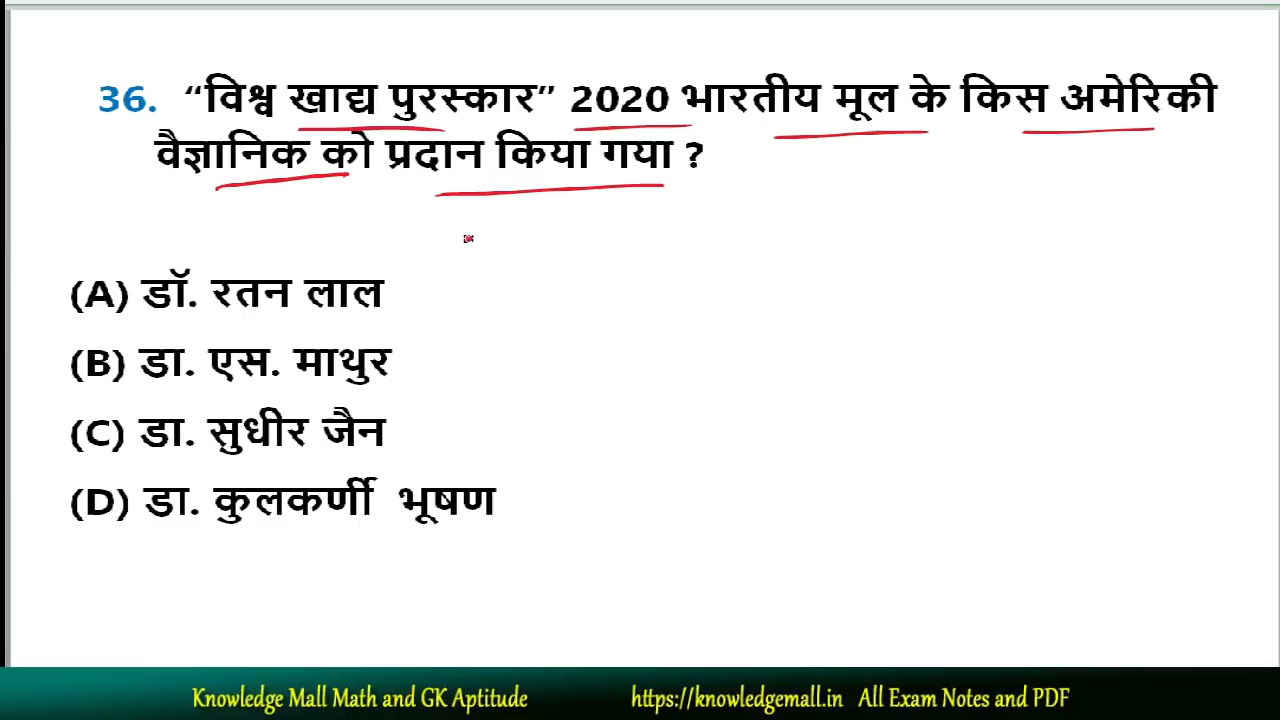 36. “विश्व खाद्य पुरस्कार” 2020 भारतीय मूल के किस अमेरिकी
वैज्ञानिक को प्रदान किया गया ?
(A) डॉ. रतन लाल
(B) डा. एस. माथुर
(C) डा. सुधीर जैन
(D) डा. कुलकर्णी भूषण
Knowledge Mall Math and GK Aptitude https://knowledgemall.in All Exam Notes and PDF